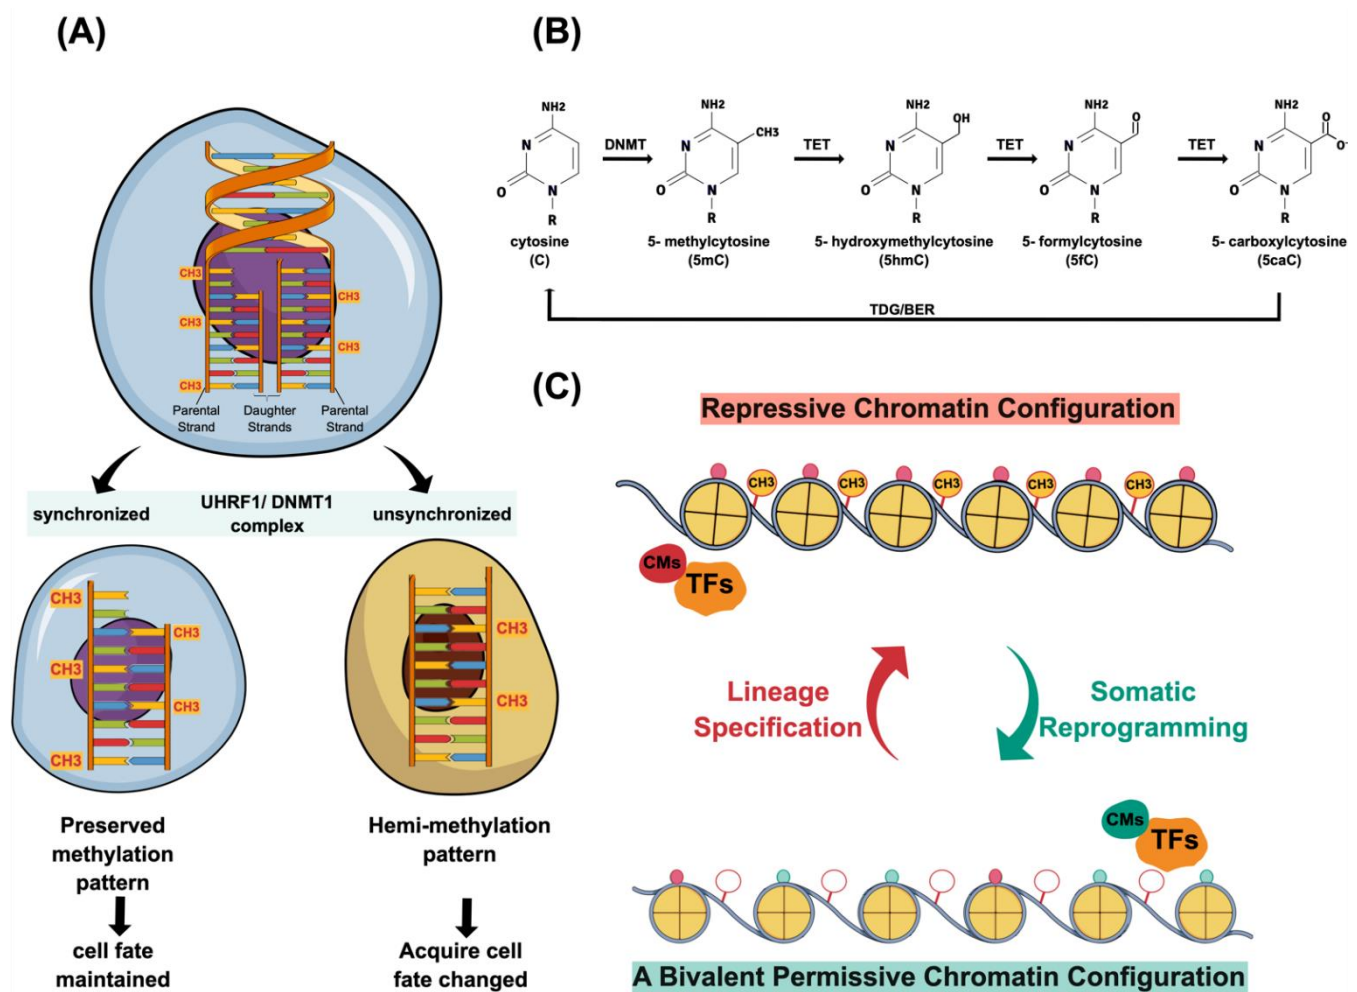 (A)
CH3
CH3
CH3
CH3
CH3
Parental
Strand
Daughter
Strands
Parental
Strand
synchronized
UHRF1/ DNMT1
complex
unsynchronized
CH3
CH3
CH3
CH3
CH3
CH3
CH3
Preserved
methylation
pattern
cell fate
maintained
Hemi-methylation
pattern
Acquire cell
fate changed
(B)
NH2
N
O
N
R
cytosine
(C)
DNMT
NH2
CH3
N
O
N
R
5- methylcytosine
(5mC)
TET
NH2
OH
N
O
N
R
5- hydroxymethylcytosine
(5hmC)
TET
NH2
O
N
O
N
R
5- formylcytosine
(5fC)
TET
NH2
O
O-
N
O
N
R
5- carboxylcytosine
(5caC)
TDG/BER
(C)
Repressive Chromatin Configuration
CH3
CH3
CH3
CH3
CH3
CMs
TFs
Lineage
Specification
Somatic
Reprogramming
CMs
TFs
A Bivalent Permissive Chromatin Configuration